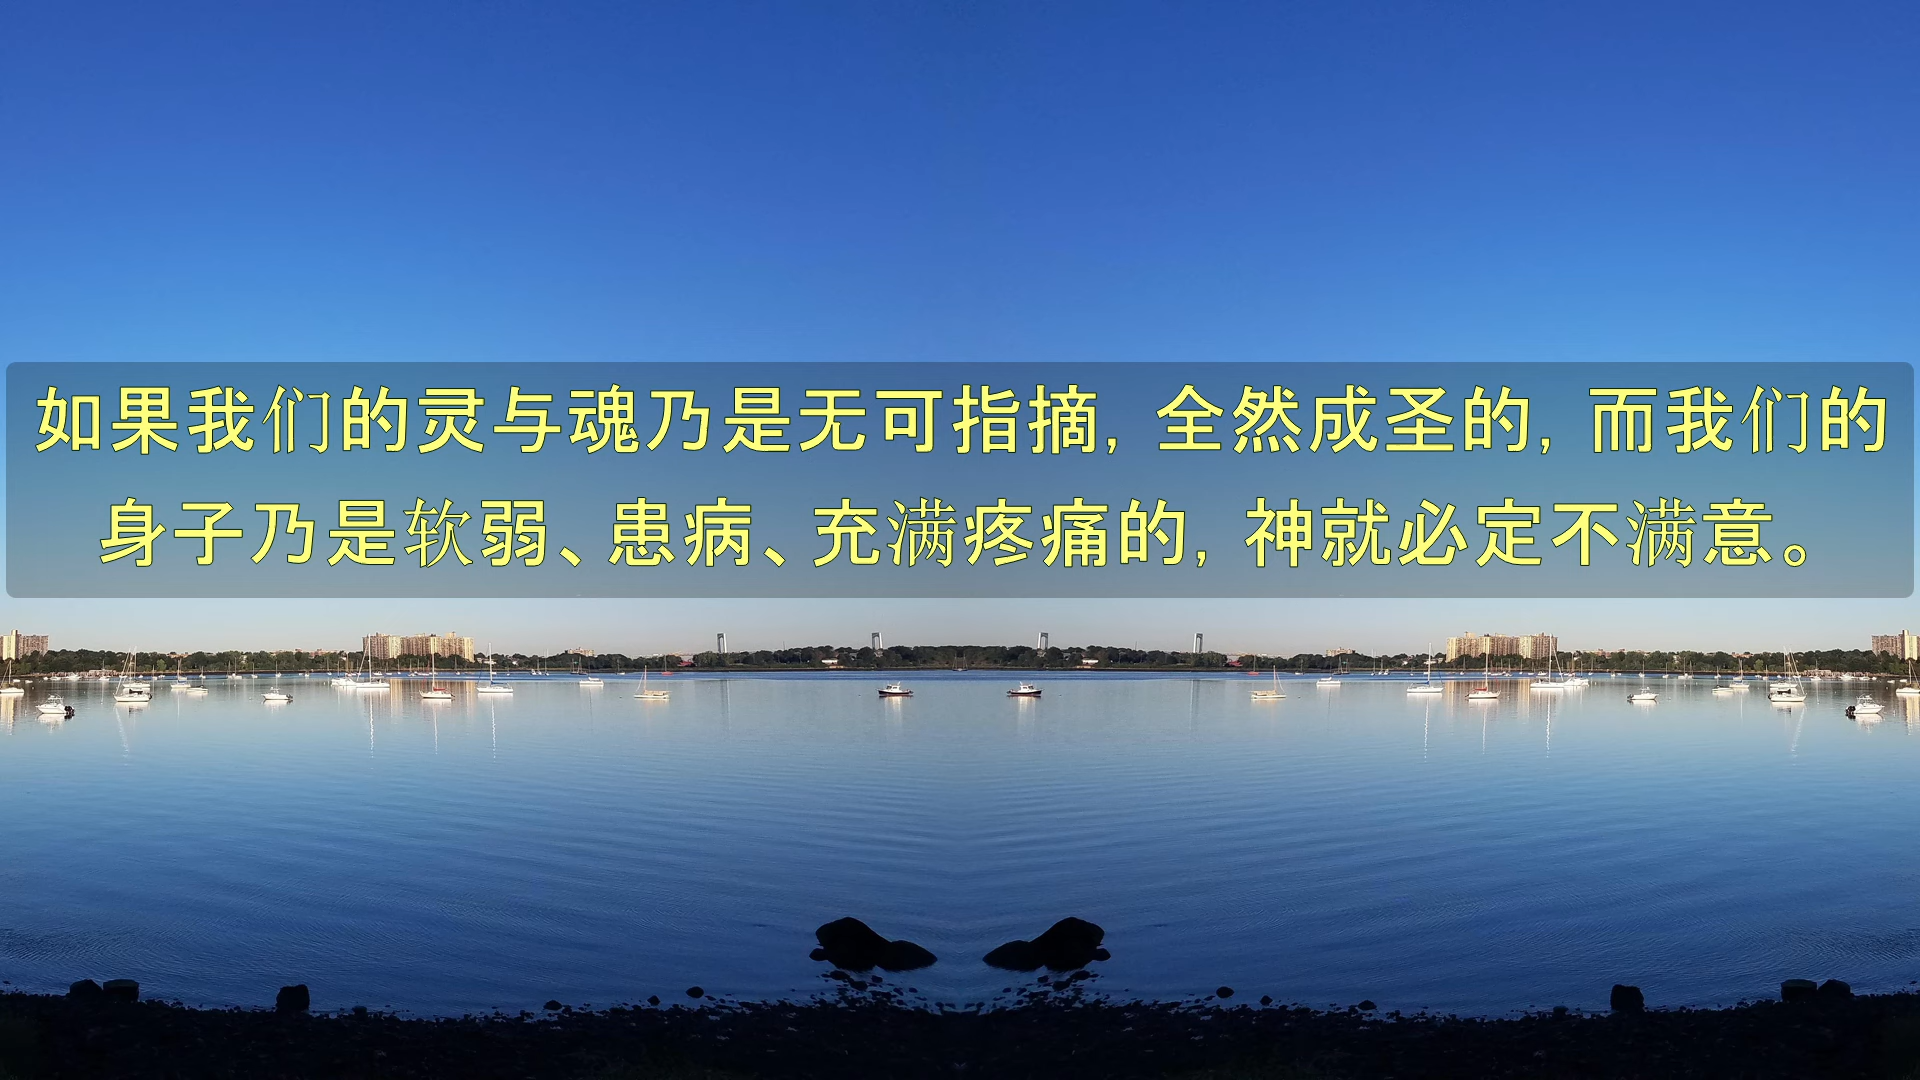 如果我们的灵与魂乃是无可指摘, 全然成圣的, 而我们的
身子乃是软弱、患病、充满疼痛的, 神就必定不满意。